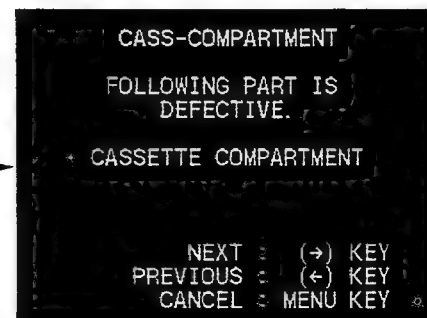 CASS-COMPARTMENT
FOLLOWING PART IS
DEFECTIVE.
* CASSETTE COMPARTMENT
NEXT : (→) KEY
PREVIOUS : (←) KEY
CANCEL : MENU KEY